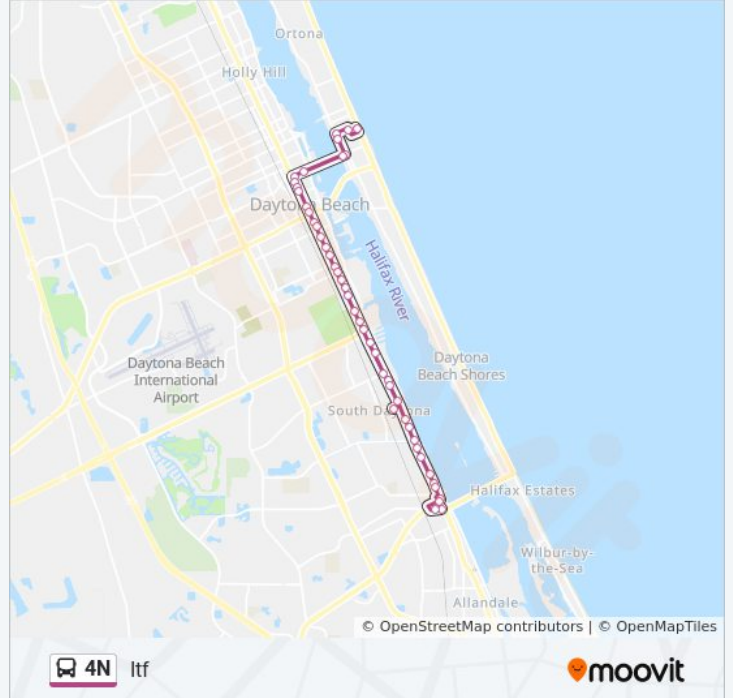 Ortona
Holly Hill
Daytona Beach
Halifax River
Daytona Beach
International
Airport
Daytona
Beach Shores
South Daytona
Halifax Estates
Wilbur-by-
the-Sea
Allandale
© OpenStreetMap contributors | © OpenMapTiles
4N
ltf
moovit